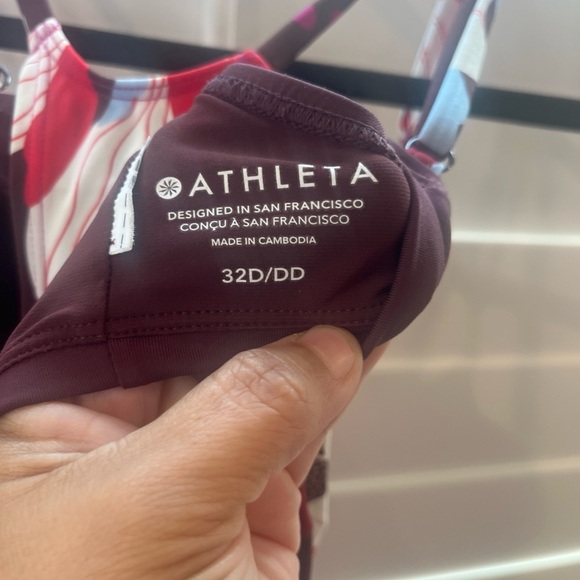 ATHLETA
DESIGNED IN SAN FRANCISCO
CONÇU À SAN FRANCISCO
MADE IN CAMBODIA
32D/DD